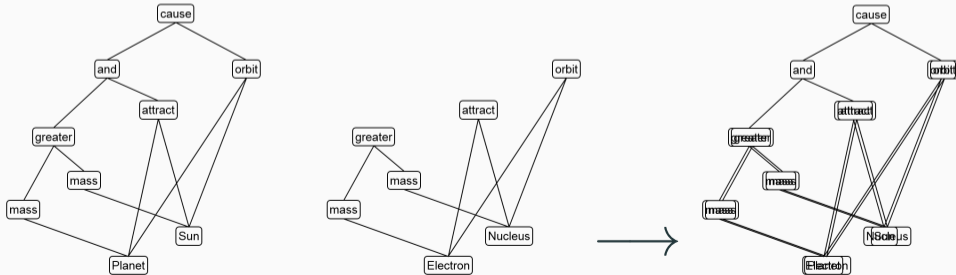 cause
and
orbit
attract
greater
mass
mass
Sun
Planet
orbit
attract
greater
mass
mass
Nucleus
Electron
cause
and